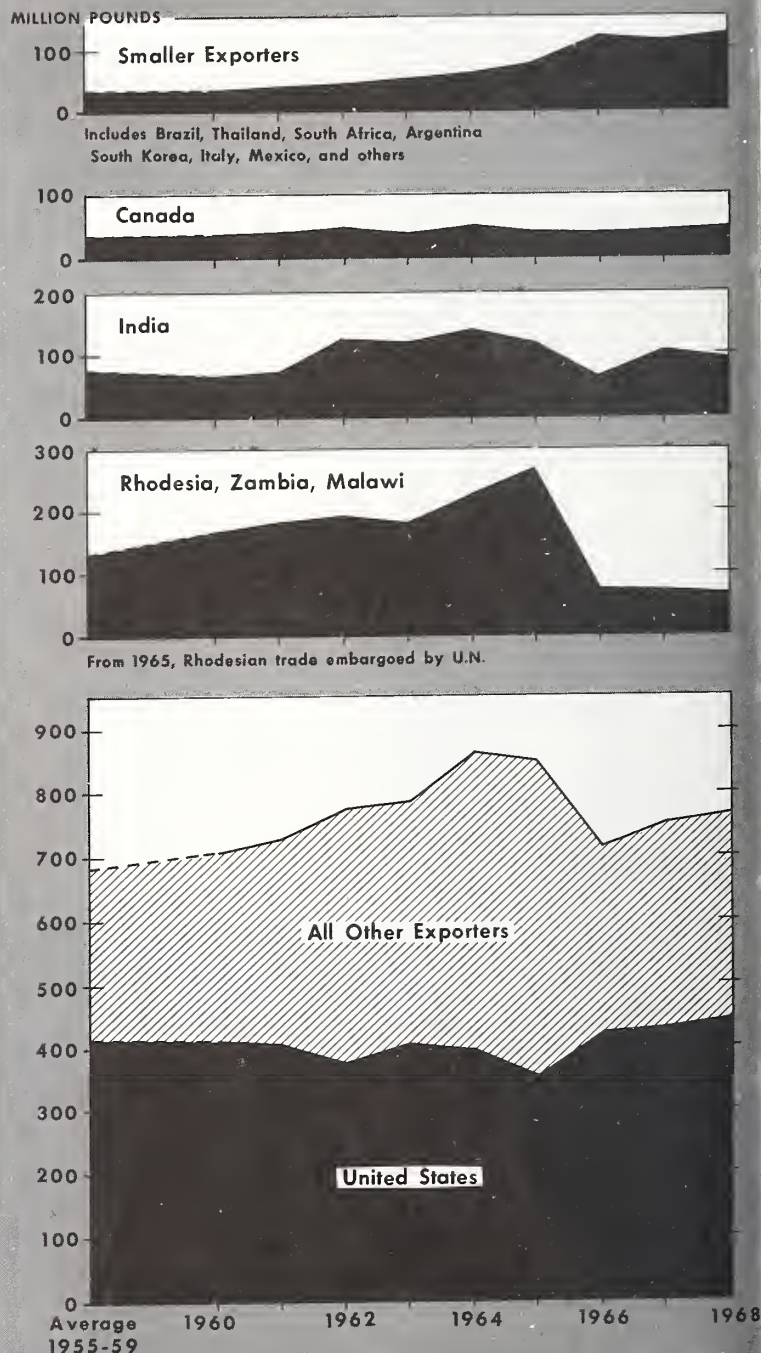 MILLION POUNDS
100
Smaller Exporters
0
Includes Brazil, Thailand, South Africa, Argentina
South Korea, Italy, Mexico, and others
100
Canada
0
200
India
100
0
300
Rhodesia, Zambia, Malawi
200
100
0
From 1965, Rhodesian trade embargoed by U.N.
900
800
700
600
All Other Exporters
500
400
300
200
United States
100
0
Average 1960 1962 1964 1966 1968
1955-59